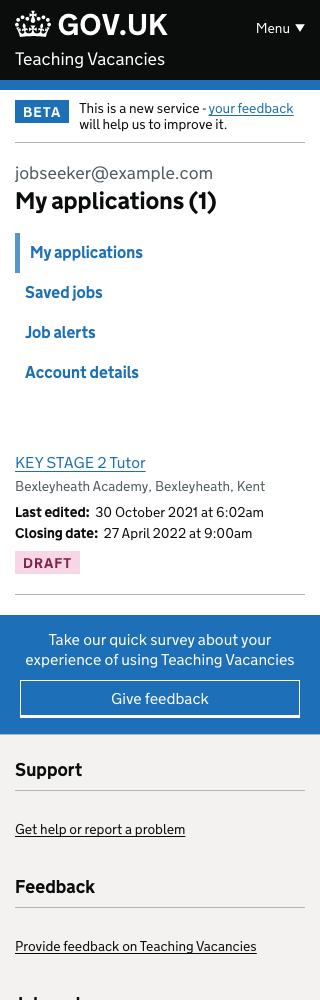 GOV.UK
Menu ▼
Teaching Vacancies
BETA
This is a new service - your feedback
will help us to improve it.
jobseeker@example.com
My applications (1)
My applications
Saved jobs
Job alerts
Account details
KEY STAGE 2 Tutor
Bexleyheath Academy, Bexleyheath, Kent
Last edited: 30 October 2021 at 6:02am
Closing date: 27 April 2022 at 9:00am
DRAFT
Take our quick survey about your
experience of using Teaching Vacancies
Give feedback
Support
Get help or report a problem
Feedback
Provide feedback on Teaching Vacancies